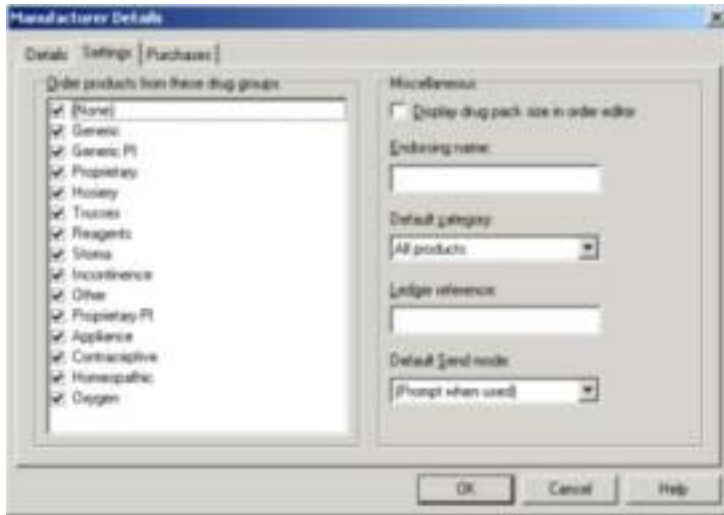 Manufacturer Details
Details Settings Purchases
Order products from these drug groups
(None)
Generic
Generic PI
Proprietary
Hosiery
Trusses
Reagents
Stoma
Incontinence
Other
Proprietary PI
Appliance
Contraceptive
Homeopathic
Oxygen
Miscellaneous
Display drug pack size in order editor
Endorsing name:
Default category:
All products
Ledger reference:
Default Send mode:
(Prompt when used)
OK Cancel Help